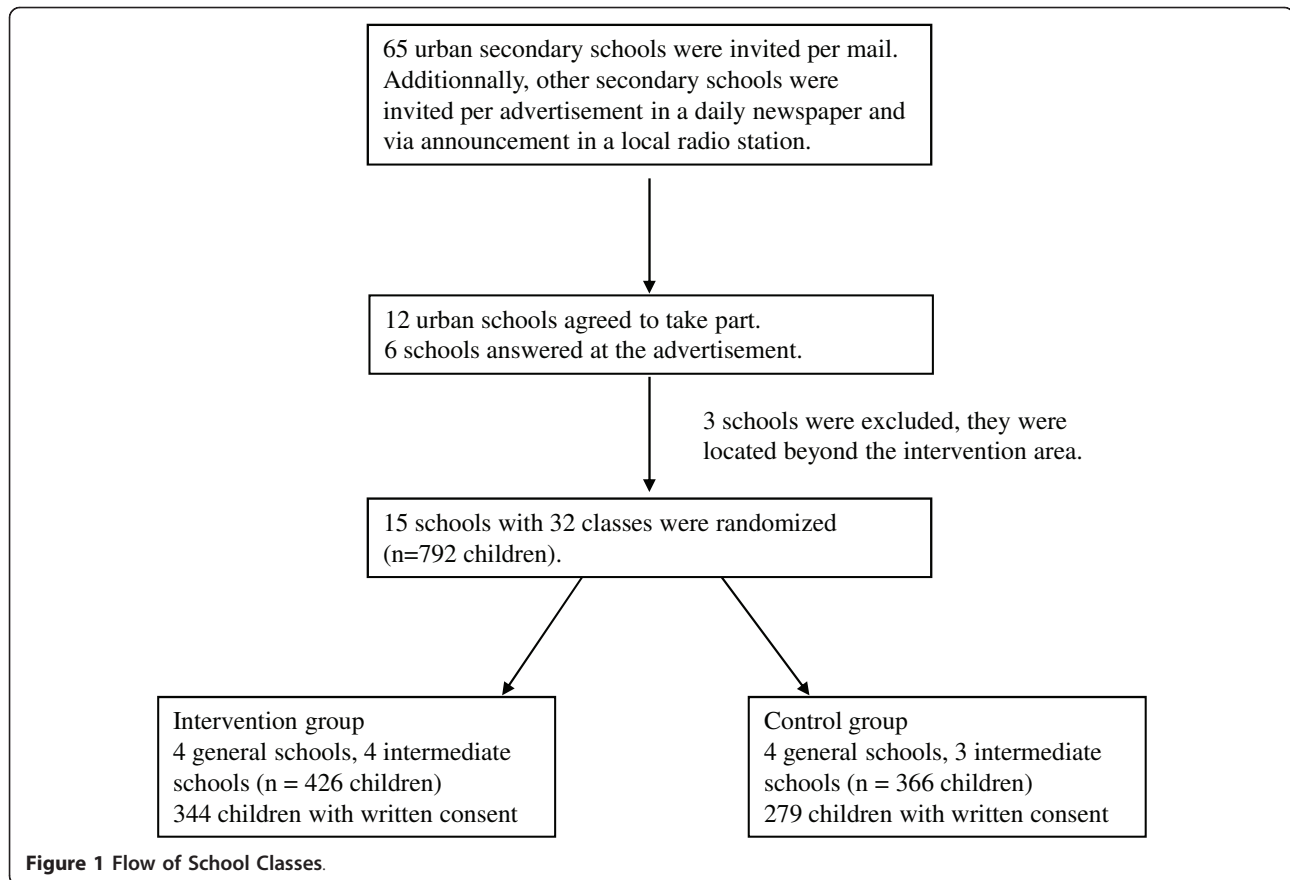 65 urban secondary schools were invited per mail.
Additionnally, other secondary schools were
invited per advertisement in a daily newspaper and
via announcement in a local radio station.
12 urban schools agreed to take part.
6 schools answered at the advertisement.
3 schools were excluded, they were
located beyond the intervention area.
15 schools with 32 classes were randomized
(n=792 children).
Intervention group
4 general schools, 4 intermediate
schools (n = 426 children)
344 children with written consent
Control group
4 general schools, 3 intermediate
schools (n = 366 children)
279 children with written consent
Figure 1 Flow of School Classes.